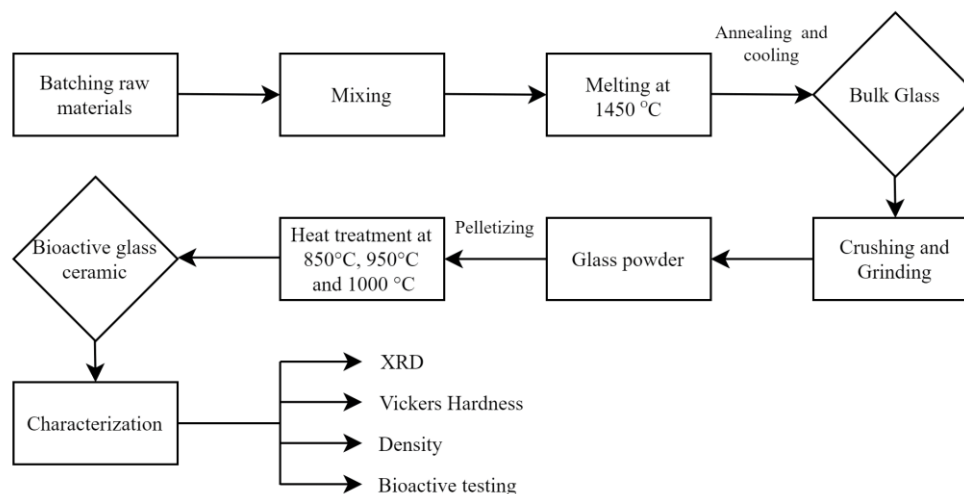 Batching raw
materials
Mixing
Melting at
1450 °C
Annealing and
cooling
Bulk Glass
Crushing and
Grinding
Glass powder
Pelletizing
Heat treatment at
850°C, 950°C
and 1000 °C
Bioactive glass
ceramic
Characterization
XRD
Vickers Hardness
Density
Bioactive testing